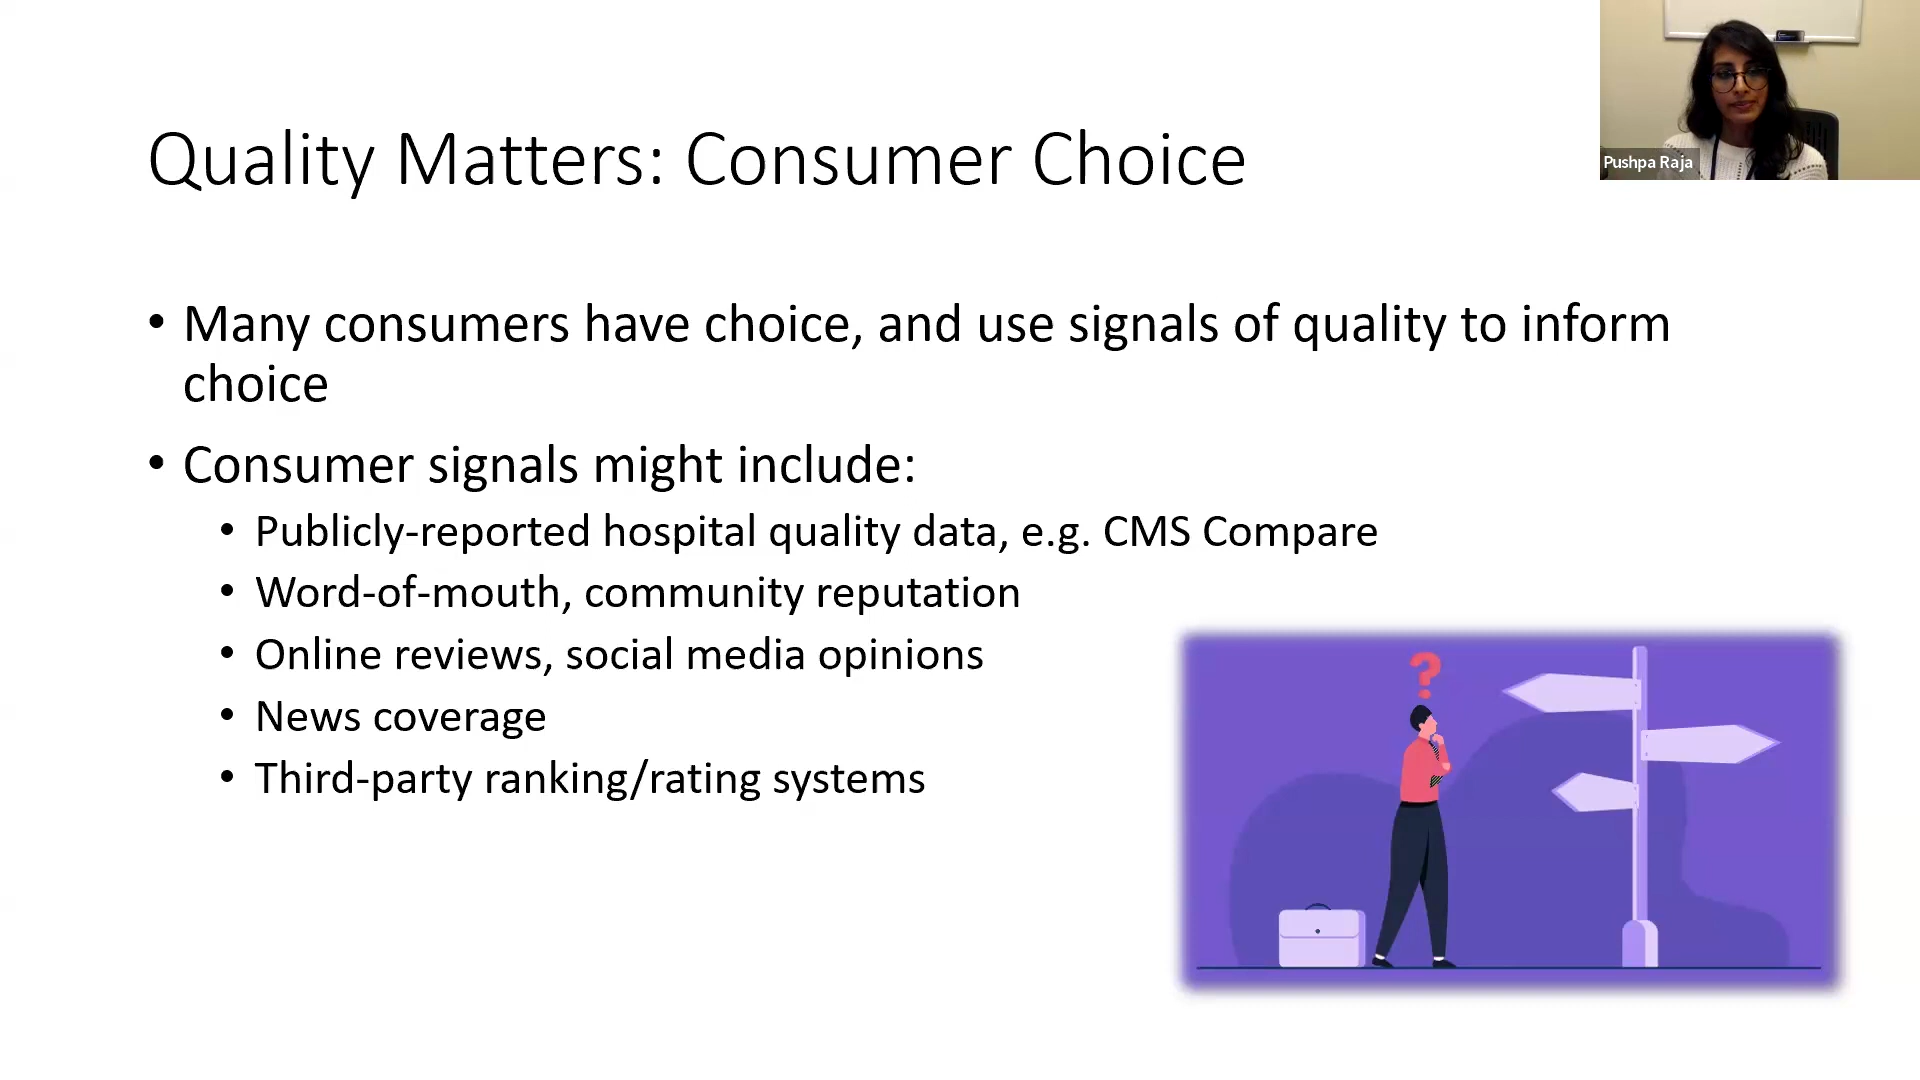 Pushpa Raja
Quality Matters: Consumer Choice
• Many consumers have choice, and use signals of quality to inform
choice
• Consumer signals might include:
• Publicly-reported hospital quality data, e.g. CMS Compare
• Word-of-mouth, community reputation
• Online reviews, social media opinions
• News coverage
• Third-party ranking/rating systems
?